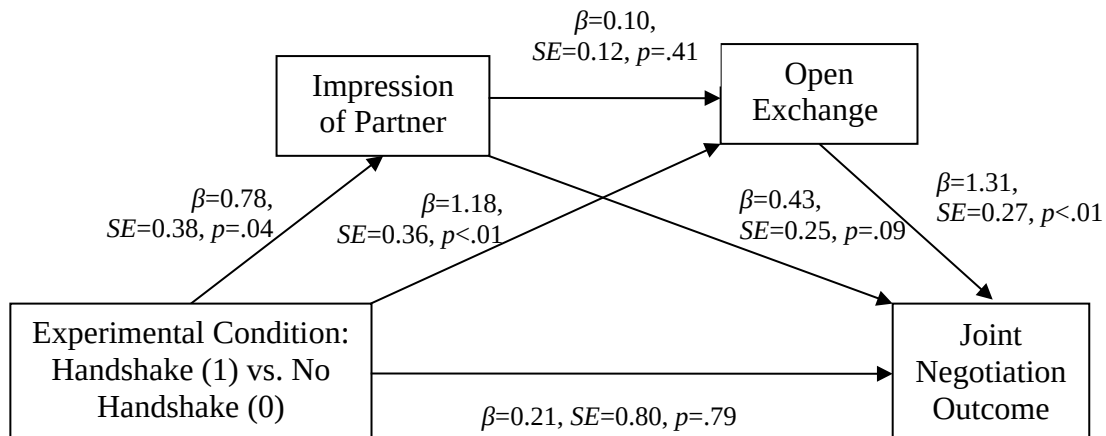 β=0.10,
SE=0.12, p=.41
Impression
of Partner
Open
Exchange
β=0.78,
SE=0.38, p=.04
β=1.18,
SE=0.36, p<.01
β=0.43,
SE=0.25, p=.09
β=1.31,
SE=0.27, p<.01
Experimental Condition:
Handshake (1) vs. No
Handshake (0)
Joint
Negotiation
Outcome
β=0.21, SE=0.80, p=.79